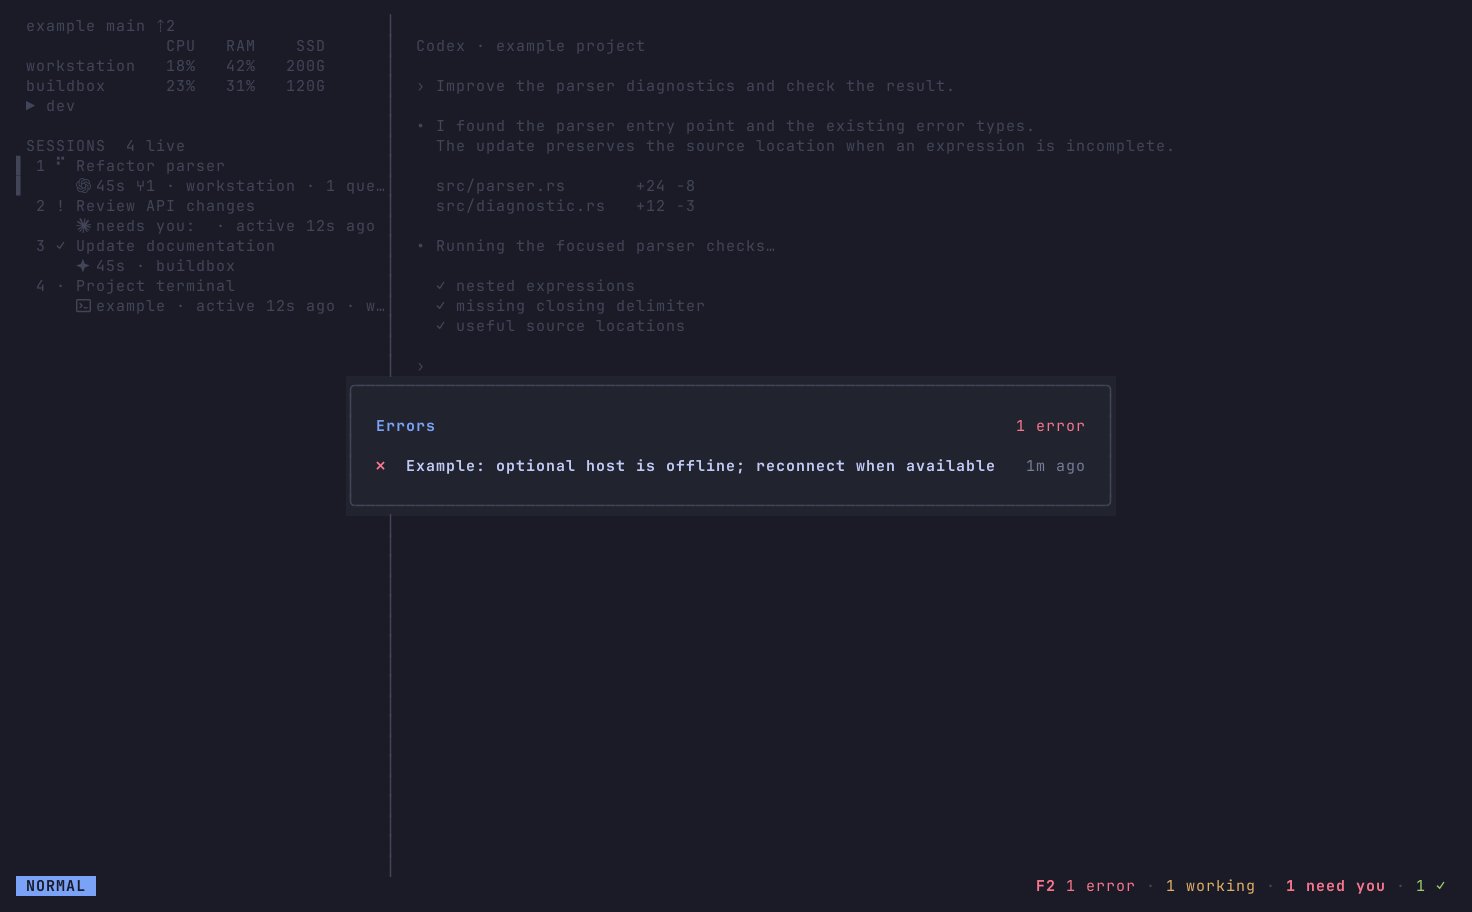 example main ↑2
CPU RAM SSD
workstation 18% 42% 200G
buildbox 23% 31% 120G
▶ dev
SESSIONS 4 live
1 Refactor parser
45s Ұ1 · workstation · 1 que…
2 ! Review API changes
needs you: · active 12s ago
3 ✓ Update documentation
45s · buildbox
4 · Project terminal
example · active 12s ago · w…
Codex · example project
› Improve the parser diagnostics and check the result.
• I found the parser entry point and the existing error types.
The update preserves the source location when an expression is incomplete.
src/parser.rs +24 -8
src/diagnostic.rs +12 -3
• Running the focused parser checks…
✓ nested expressions
✓ missing closing delimiter
✓ useful source locations
›
Errors 1 error
× Example: optional host is offline; reconnect when available 1m ago
NORMAL F2 1 error · 1 working · 1 need you · 1 ✓